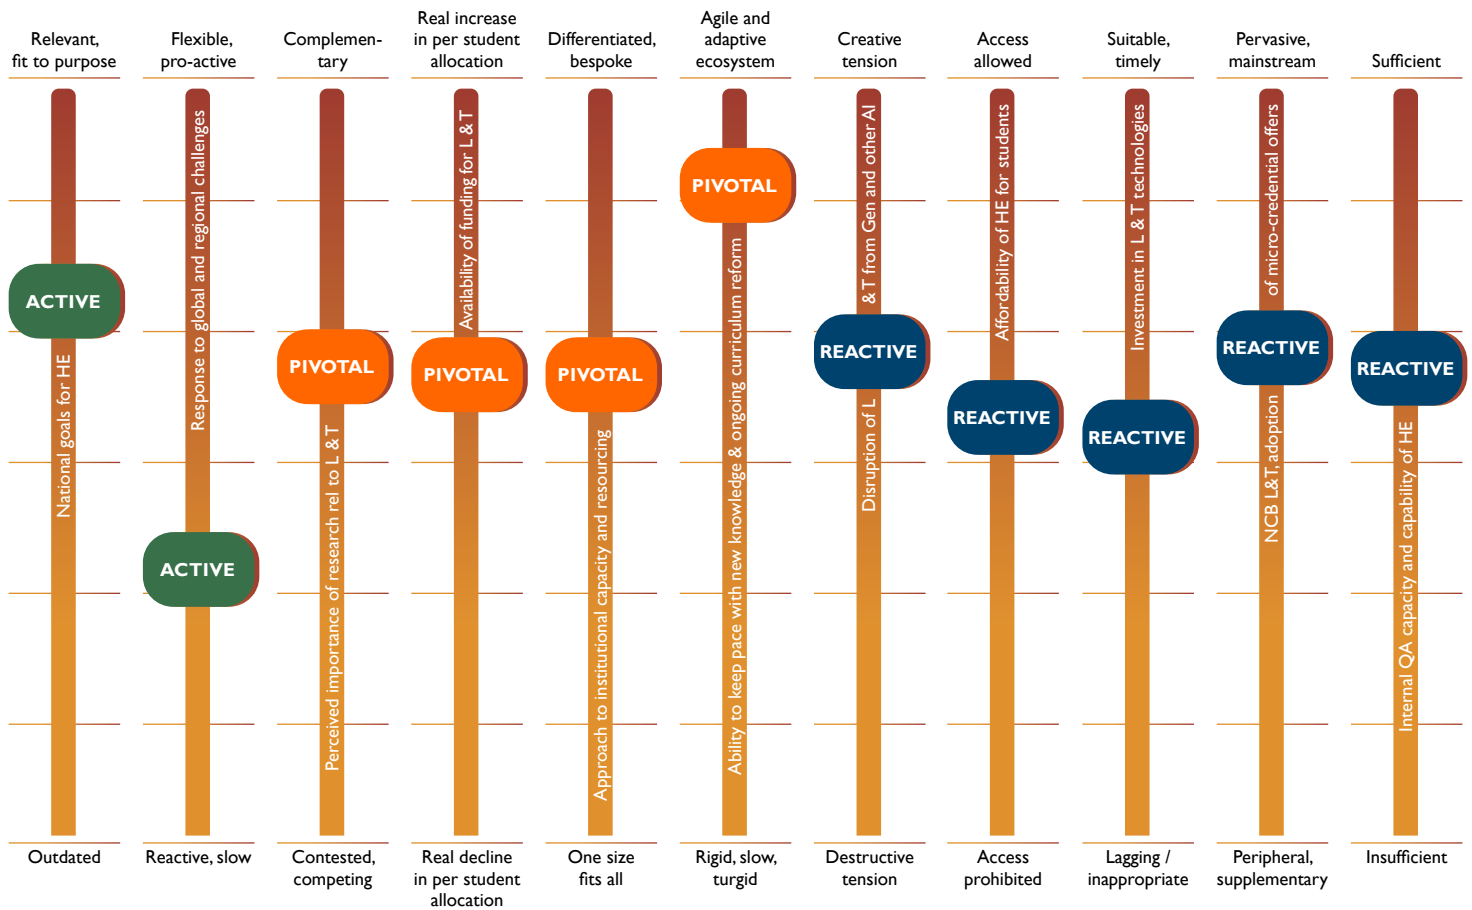 Relevant,
fit to purpose
Flexible,
pro-active
Complemen-
tary
Real increase
in per student
allocation
Differentiated,
bespoke
Agile and
adaptive
ecosystem
Creative
tension
Access
allowed
Suitable,
timely
Pervasive,
mainstream
Sufficient
ACTIVE
National goals for HE
Response to global and regional challenges
ACTIVE
PIVOTAL
Perceived importance of research rel to L & T
Availability of funding for L & T
PIVOTAL
PIVOTAL
Approach to institutional capacity and resourcing
PIVOTAL
Ability to keep pace with new knowledge & ongoing curriculum reform
Disruption of L & T from Gen and other AI
REACTIVE
Affordability of HE for students
REACTIVE
Investment in L & T technologies
REACTIVE
NCB L&T, adoption of micro-credential offers
REACTIVE
REACTIVE
Internal QA capacity and capability of HE
Outdated
Reactive, slow
Contested,
competing
Real decline
in per student
allocation
One size
fits all
Rigid, slow,
turgid
Destructive
tension
Access
prohibited
Lagging /
inappropriate
Peripheral,
supplementary
Insufficient